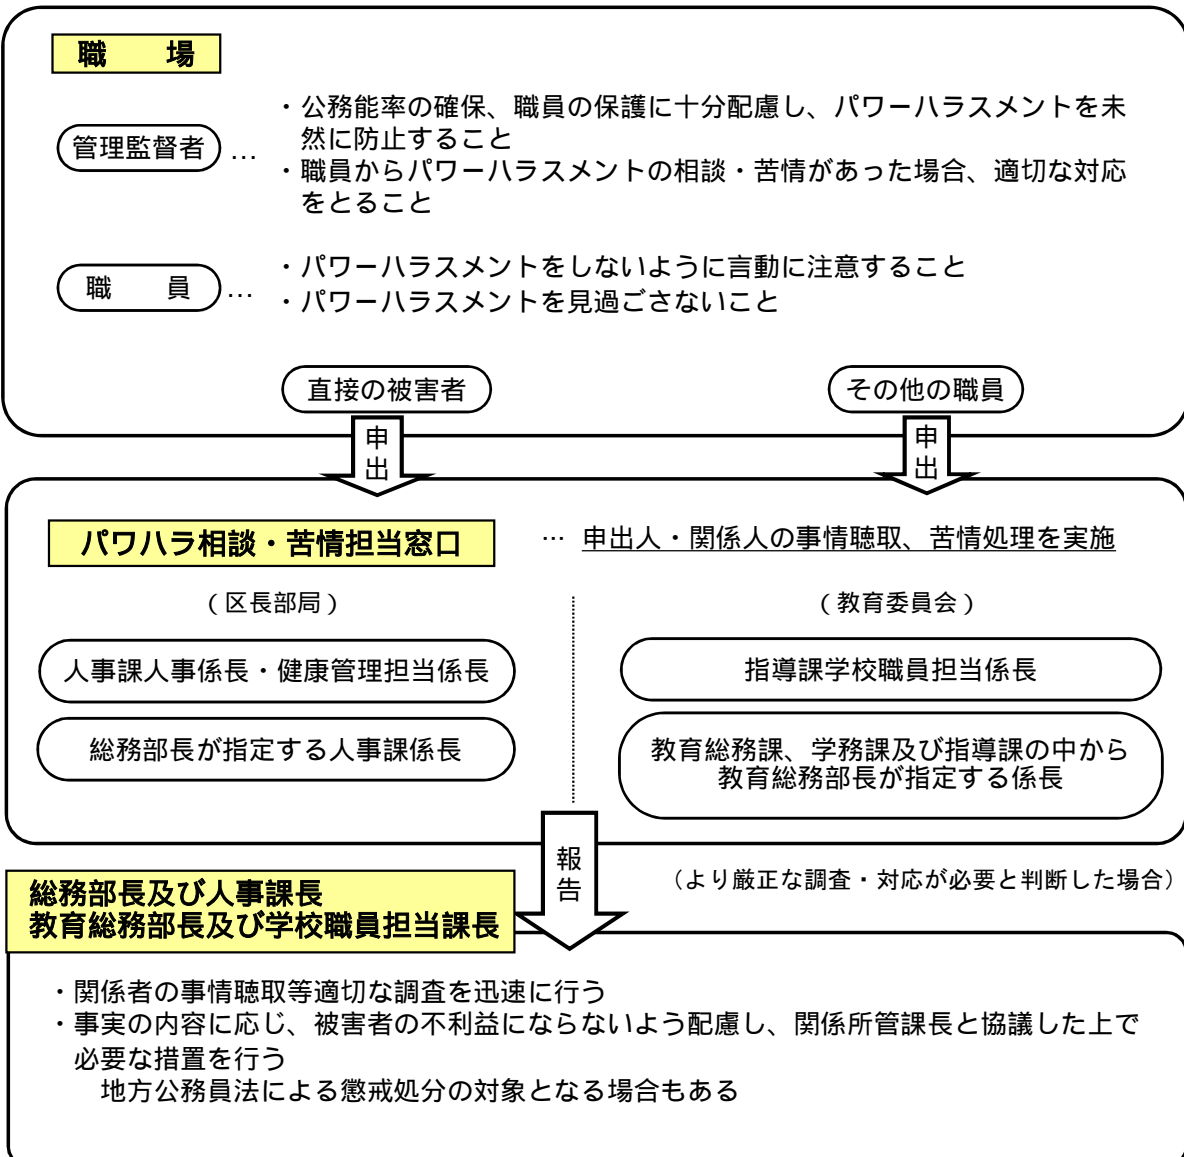 職　　場
管理監督者 …
・公務能率の確保、職員の保護に十分配慮し、パワーハラスメントを未
然に防止すること
・職員からパワーハラスメントの相談・苦情があった場合、適切な対応
をとること
職　　員 …
・パワーハラスメントをしないように言動に注意すること
・パワーハラスメントを見過ごさないこと
直接の被害者　その他の職員
申出　申出
パワハラ相談・苦情担当窓口 … 申出人・関係人の事情聴取、苦情処理を実施
（区長部局）　（教育委員会）
人事課人事係長・健康管理担当係長　指導課学校職員担当係長
総務部長が指定する人事課係長
教育総務課、学務課及び指導課の中から
教育総務部長が指定する係長
報告
（より厳正な調査・対応が必要と判断した場合）
総務部長及び人事課長
教育総務部長及び学校職員担当課長
・関係者の事情聴取等適切な調査を迅速に行う
・事実の内容に応じ、被害者の不利益にならないよう配慮し、関係所管課長と協議した上で
必要な措置を行う
地方公務員法による懲戒処分の対象となる場合もある